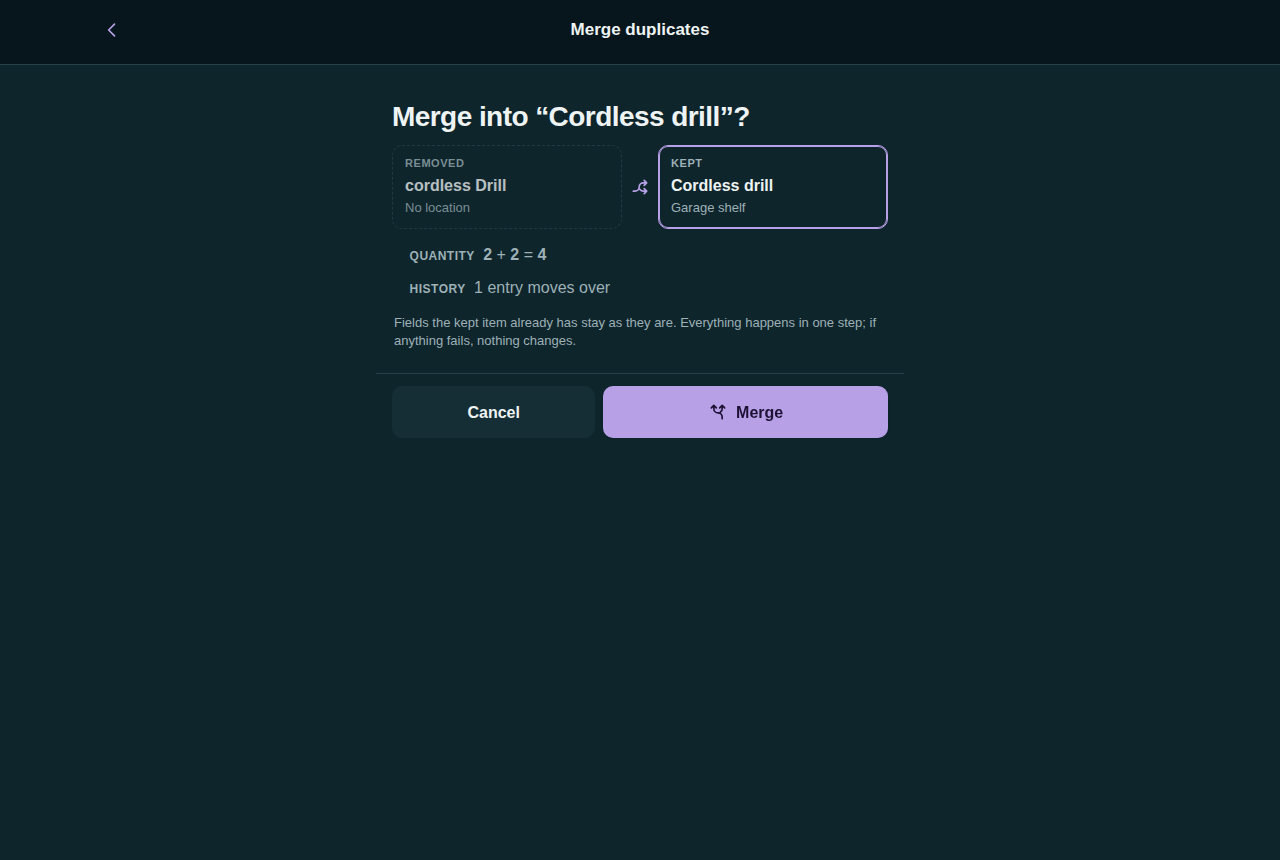 Merge duplicates
Merge into “Cordless drill”?
REMOVED
cordless Drill
No location
KEPT
Cordless drill
Garage shelf
QUANTITY 2 + 2 = 4
HISTORY 1 entry moves over
Fields the kept item already has stay as they are. Everything happens in one step; if
anything fails, nothing changes.
Cancel
Merge